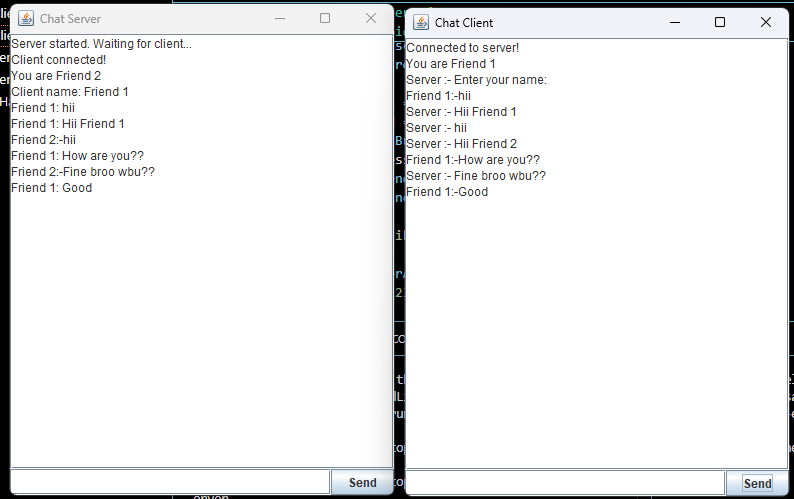 Chat Server
Server started. Waiting for client...
Client connected!
You are Friend 2
Client name: Friend 1
Friend 1: hii
Friend 1: Hii Friend 1
Friend 2:-hii
Friend 1: How are you??
Friend 2:-Fine broo wbu??
Friend 1: Good
Send
Chat Client
Connected to server!
You are Friend 1
Server :- Enter your name:
Friend 1:-hii
Server :- Hii Friend 1
Server :- hii
Server :- Hii Friend 2
Friend 1:-How are you??
Server :- Fine broo wbu??
Friend 1:-Good
Send